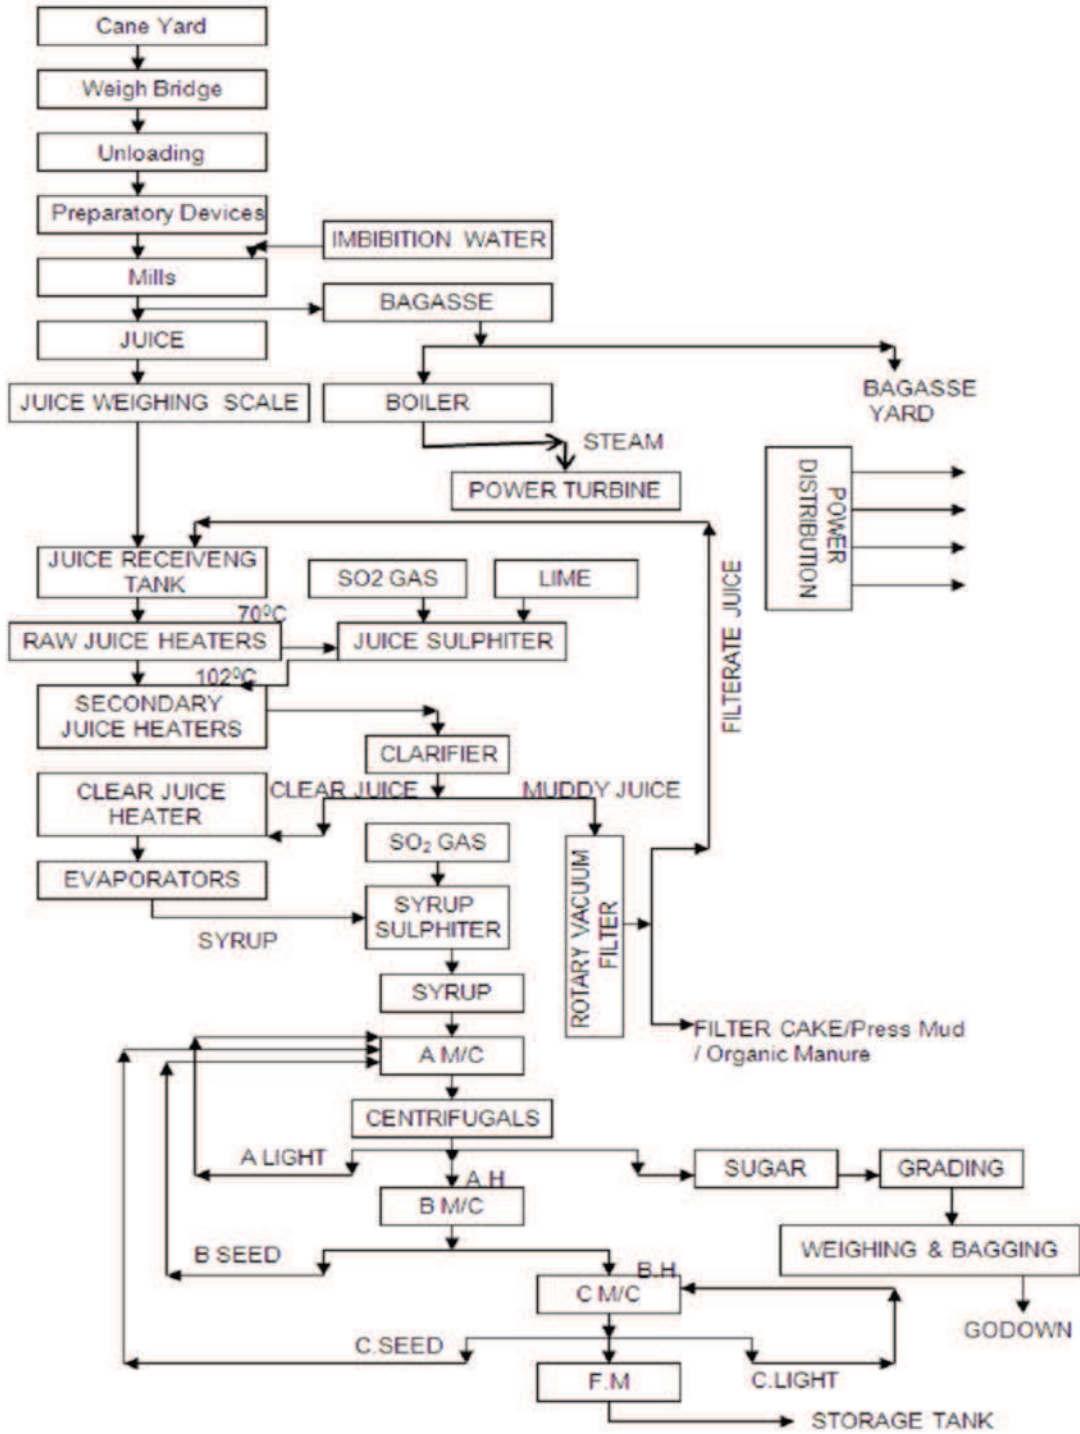 Cane Yard
Weigh Bridge
Unloading
Preparatory Devices
IMBIBITION WATER
Mills
BAGASSE
JUICE
JUICE WEIGHING SCALE
BOILER
BAGASSE
YARD
STEAM
POWER TURBINE
POWER
DISTRIBUTION
JUICE RECEIVENG
TANK
SO2 GAS
LIME
FILTERATE JUICE
70⁰C
RAW JUICE HEATERS
JUICE SULPHITER
102⁰C
SECONDARY
JUICE HEATERS
CLARIFIER
CLEAR JUICE
HEATER
CLEAR JUICE
MUDDY JUICE
SO₂ GAS
EVAPORATORS
SYRUP
SYRUP
SULPHITER
ROTARY VACUUM
FILTER
SYRUP
FILTER CAKE/Press Mud
/ Organic Manure
A M/C
CENTRIFUGALS
A LIGHT
A.H
SUGAR
GRADING
B M/C
B SEED
WEIGHING & BAGGING
B.H
C M/C
GODOWN
C.SEED
F.M
C.LIGHT
STORAGE TANK